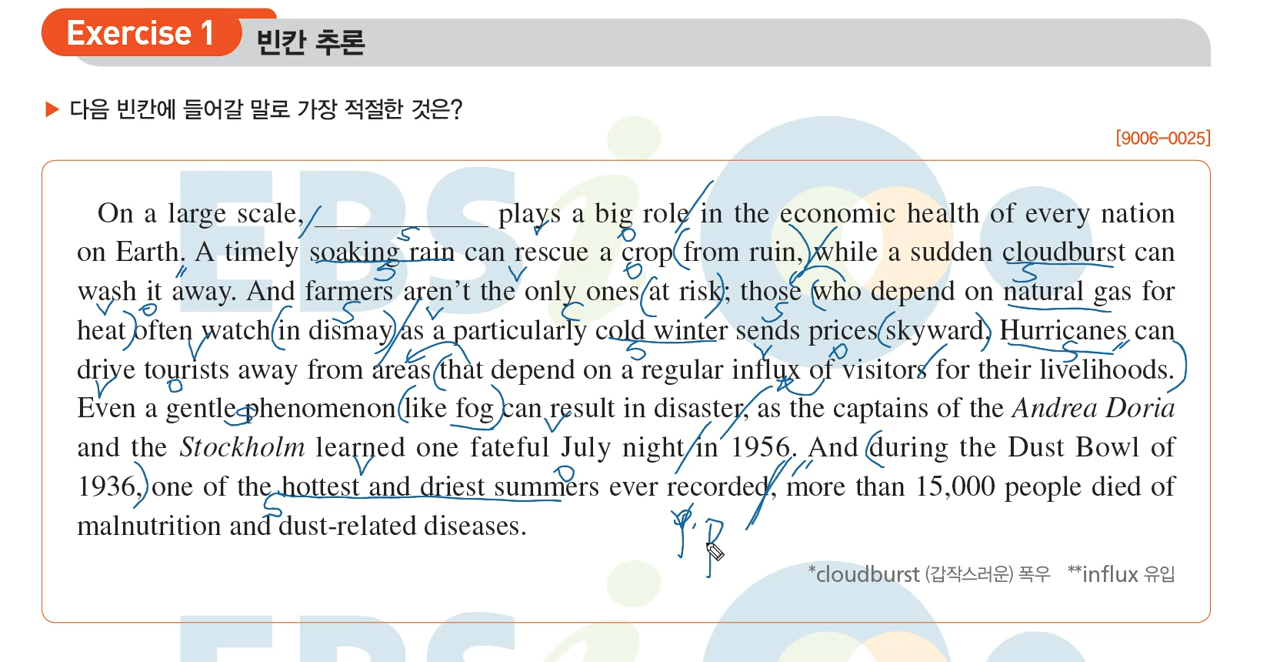 Exercise 1
빈칸 추론
▶ 다음 빈칸에 들어갈 말로 가장 적절한 것은?
[9006-0025]
On a large scale, ____________ plays a big role in the economic health of every nation
on Earth. A timely soaking rain can rescue a crop from ruin, while a sudden cloudburst can
wash it away. And farmers aren't the only ones at risk; those who depend on natural gas for
heat often watch in dismay as a particularly cold winter sends prices skyward. Hurricanes can
drive tourists away from areas that depend on a regular influx of visitors for their livelihoods.
Even a gentle phenomenon like fog can result in disaster, as the captains of the Andrea Doria
and the Stockholm learned one fateful July night in 1956. And during the Dust Bowl of
1936, one of the hottest and driest summers ever recorded, more than 15,000 people died of
malnutrition and dust-related diseases.
*cloudburst (갑작스러운) 폭우 **influx 유입